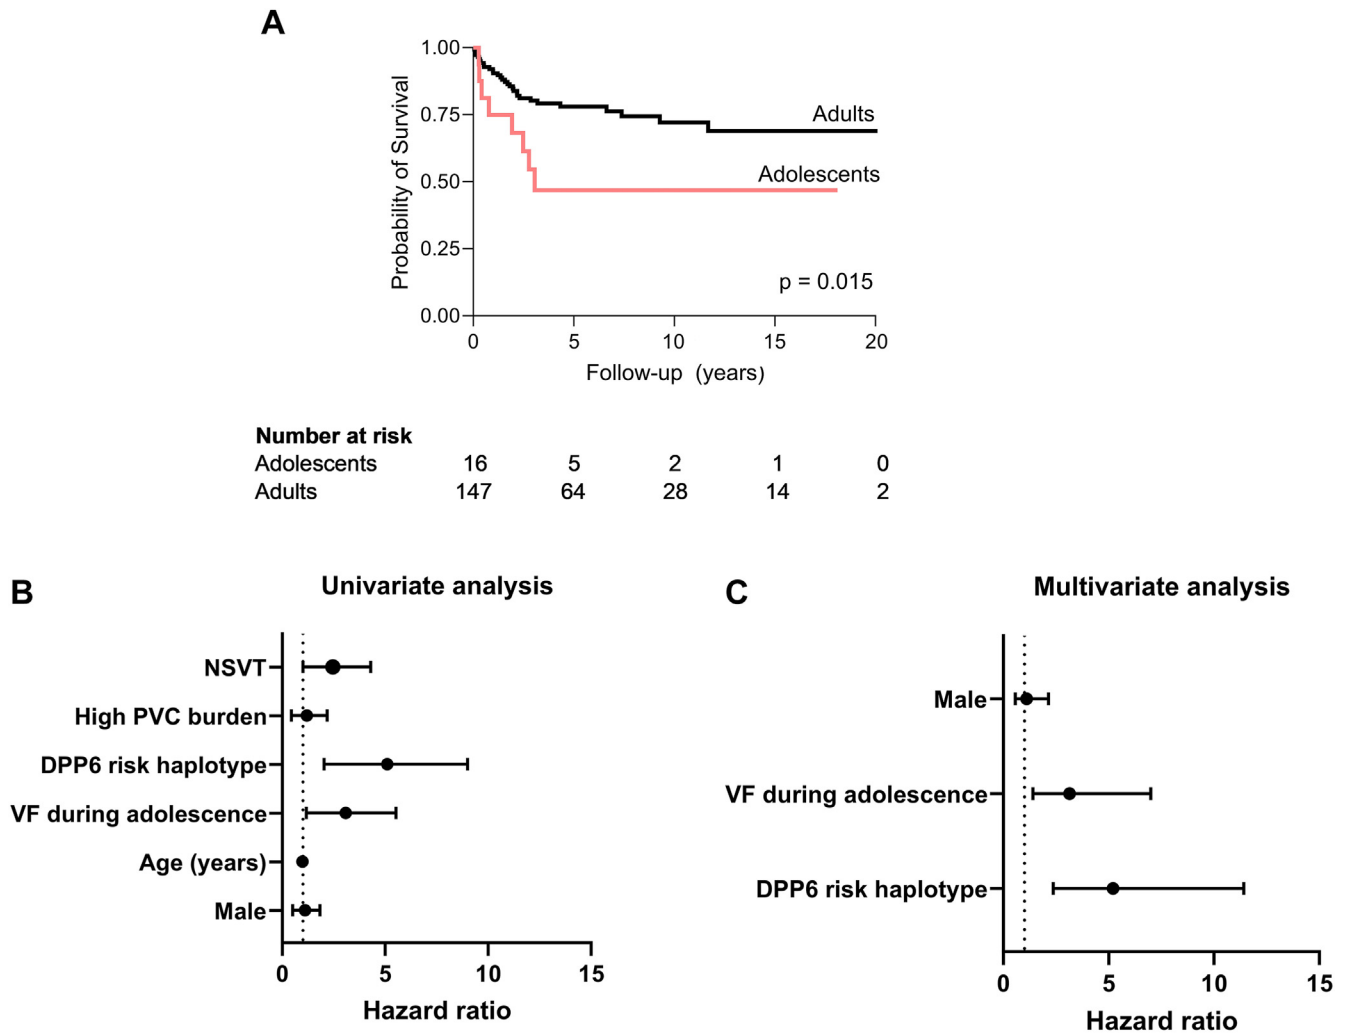 A
1.00
0.75
0.50
0.25
0.00
Probability of Survival
Adults
Adolescents
p = 0.015
0 5 10 15 20
Follow-up (years)
Number at risk
Adolescents 16 5 2 1 0
Adults 147 64 28 14 2
B
Univariate analysis
NSVT
High PVC burden
DPP6 risk haplotype
VF during adolescence
Age (years)
Male
0 5 10 15
Hazard ratio
C
Multivariate analysis
Male
VF during adolescence
DPP6 risk haplotype
0 5 10 15
Hazard ratio